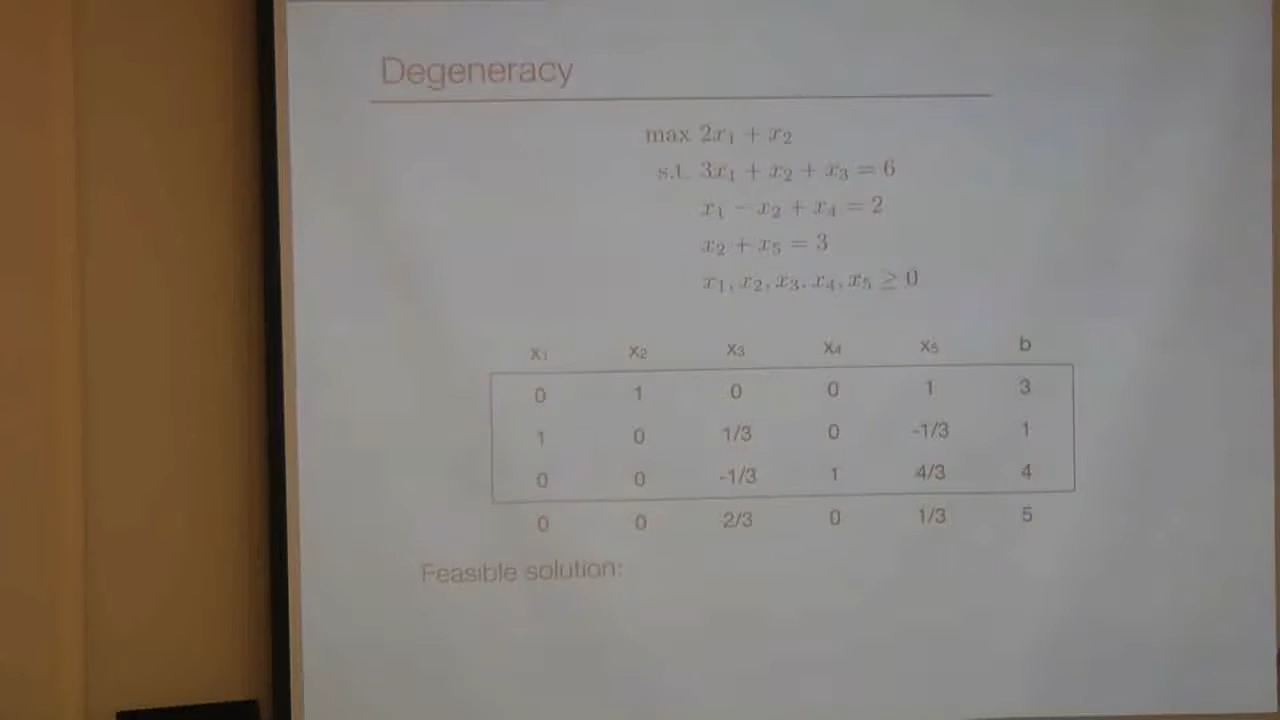 Degeneracy
max 2x₁ + x₂
s.t. 3x₁ + x₂ + x₃ = 6
x₁ − x₂ + x₄ = 2
x₂ + x₅ = 3
x₁, x₂, x₃, x₄, x₅ ≥ 0
x₁ x₂ x₃ x₄ x₅ b
0 1 0 0 1 3
1 0 1/3 0 -1/3 1
0 0 -1/3 1 4/3 4
0 0 2/3 0 1/3 5
Feasible solution: